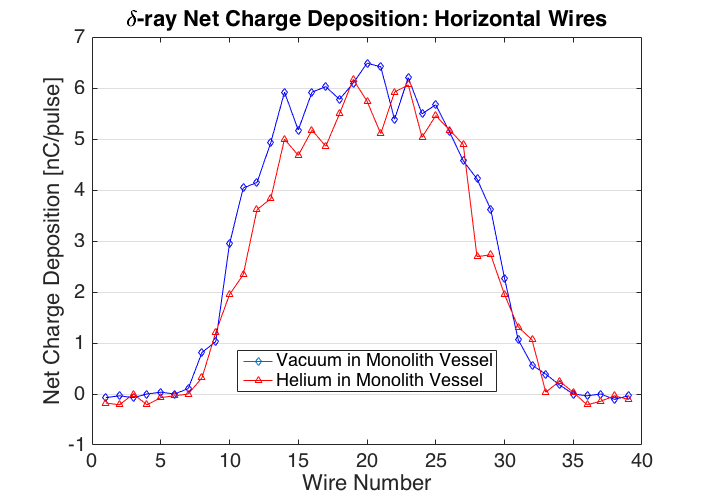 δ-ray Net Charge Deposition: Horizontal Wires
Net Charge Deposition [nC/pulse]
7
6
5
4
3
2
1
0
-1
Vacuum in Monolith Vessel
Helium in Monolith Vessel
0 5 10 15 20 25 30 35 40
Wire Number